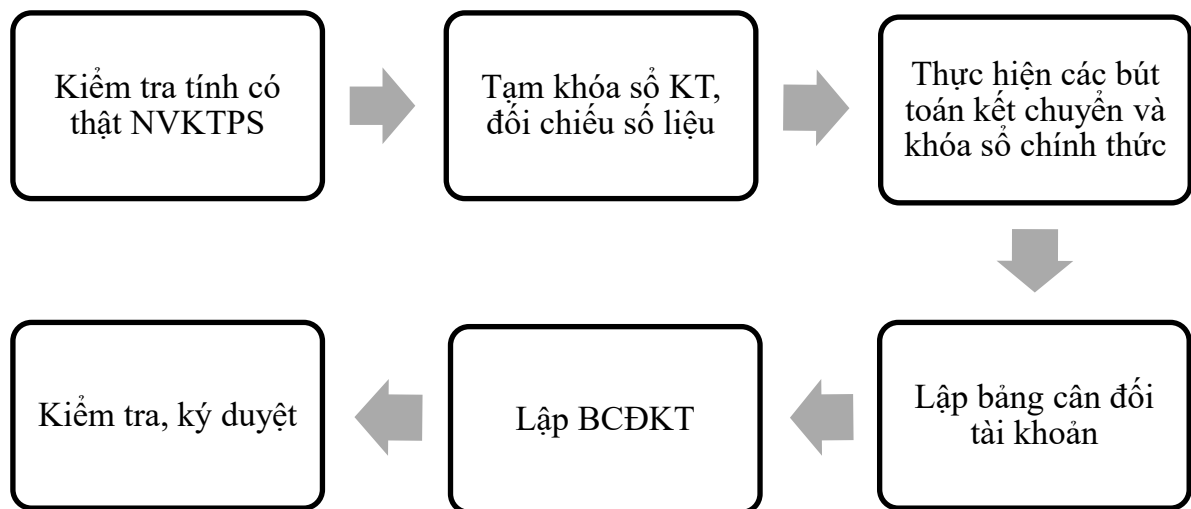 Kiểm tra tính có
thật NVKTPS
Tạm khóa sổ KT,
đối chiếu số liệu
Thực hiện các bút
toán kết chuyển và
khóa sổ chính thức
Lập bảng cân đối
tài khoản
Lập BCĐKT
Kiểm tra, ký duyệt